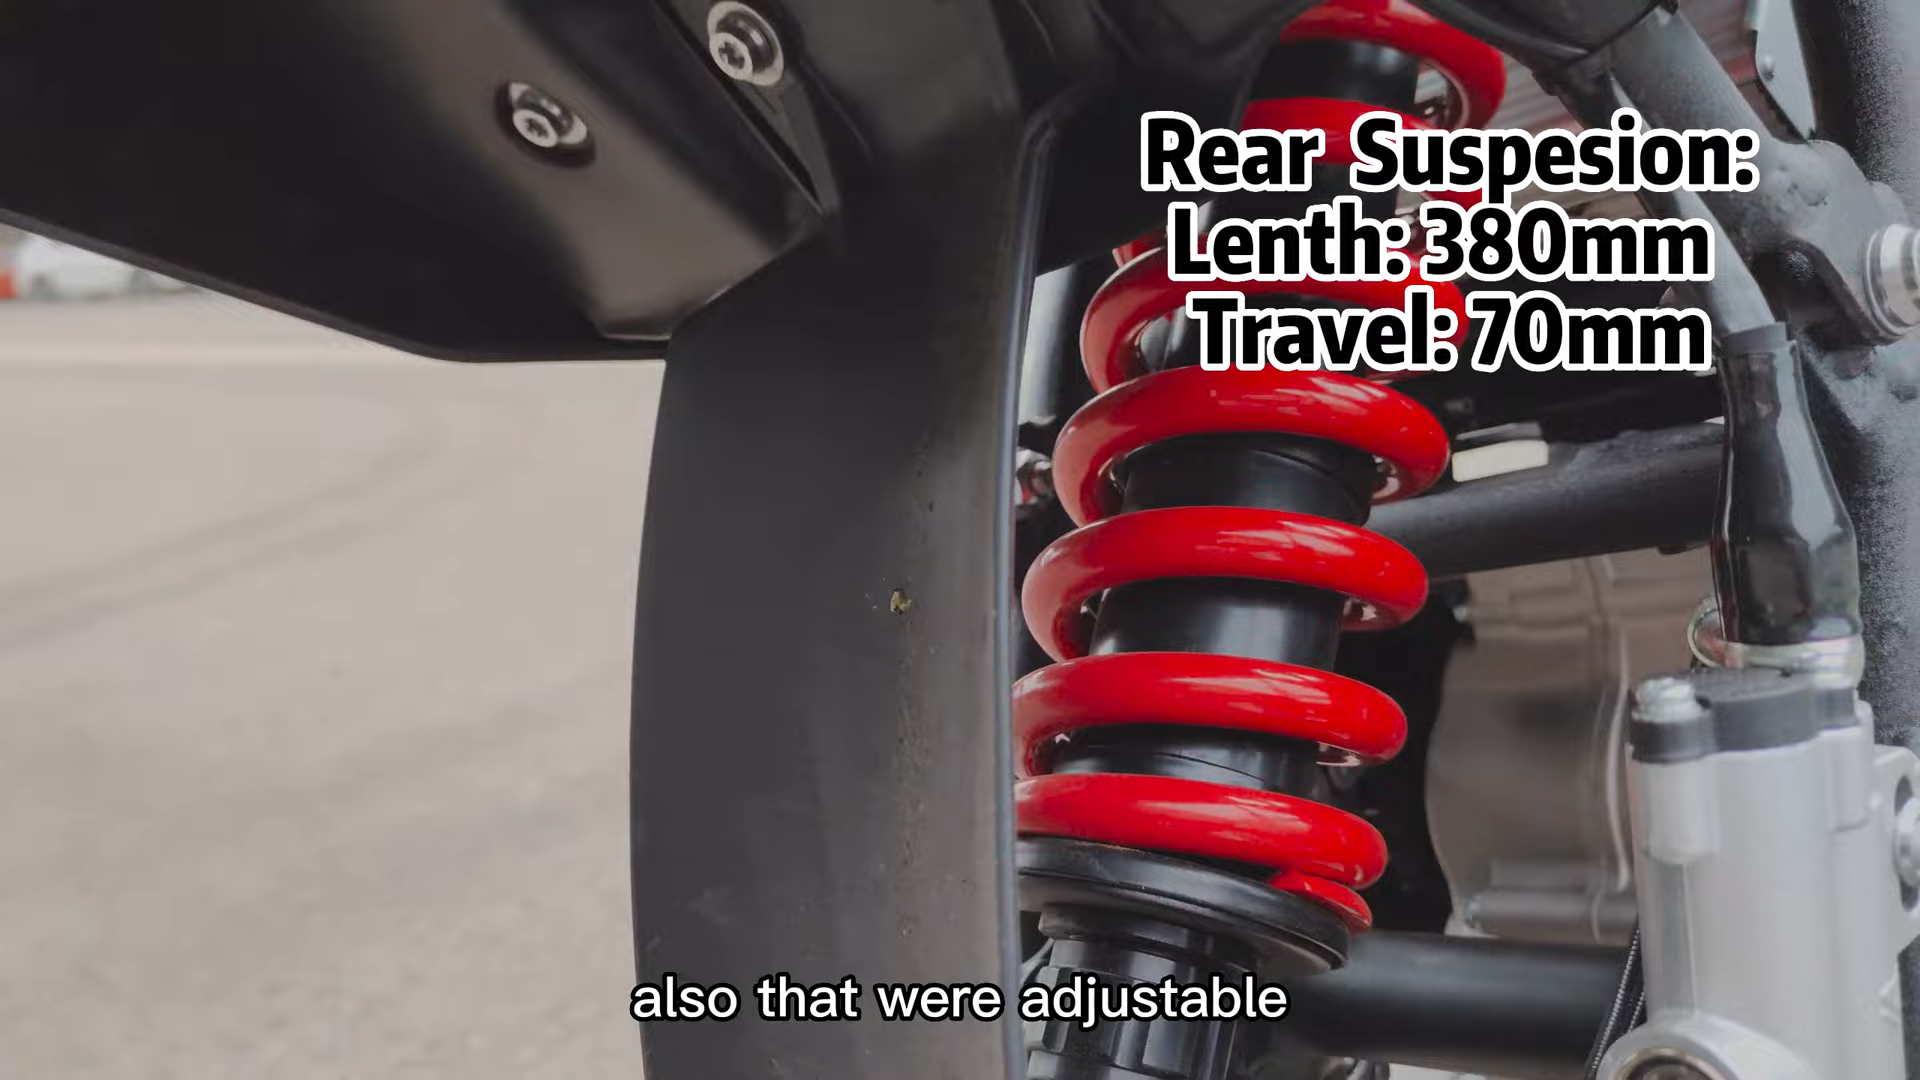 Rear Suspesion:
Lenth: 380mm
Travel: 70mm
also that were adjustable